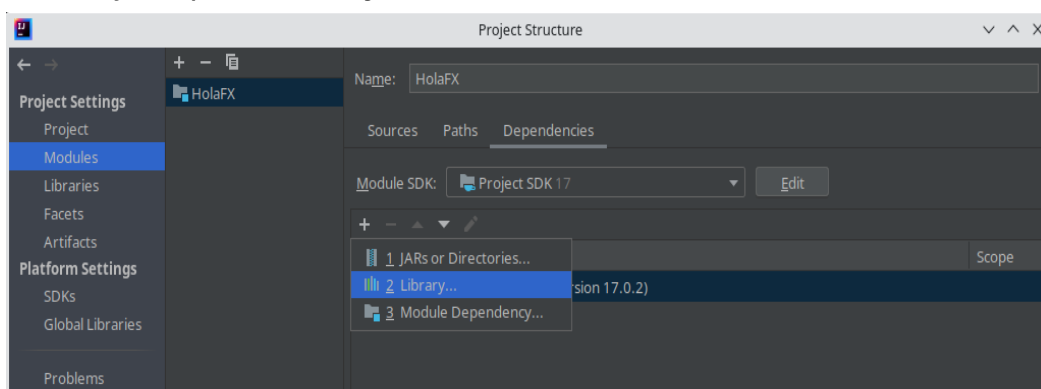 Project Structure
Project Settings
Project
Modules
Libraries
Facets
Artifacts
Platform Settings
SDKs
Global Libraries
Problems
HolaFX
Name: HolaFX
Sources Paths Dependencies
Module SDK: Project SDK 17 Edit
Scope
1 JARs or Directories...
2 Library...
3 Module Dependency...
sion 17.0.2)